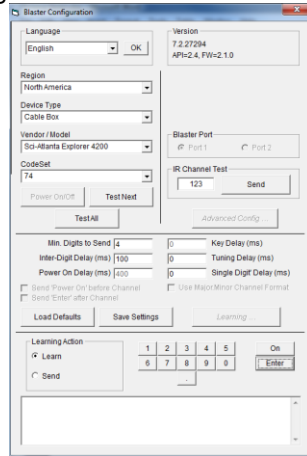 Blaster Configuration
Language
English
OK
Version
7.2.27294
API=2.4, FW=2.1.0
Region
North America
Device Type
Cable Box
Vendor / Model
Sci-Atlanta Explorer 4200
Blaster Port
Port 1
Port 2
CodeSet
74
IR Channel Test
123
Send
Power On/Off
Test Next
Test All
Advanced Config ...
Min. Digits to Send 4
0 Key Delay (ms)
Inter-Digit Delay (ms) 100
0 Tuning Delay (ms)
Power On Delay (ms) 400
0 Single Digit Delay (ms)
Send 'Power On' before Channel
Use Major.Minor Channel Format
Send 'Enter' after Channel
Load Defaults
Save Settings
Learning ...
Learning Action
Learn
Send
1 2 3 4 5
On
6 7 8 9 0
Enter
.